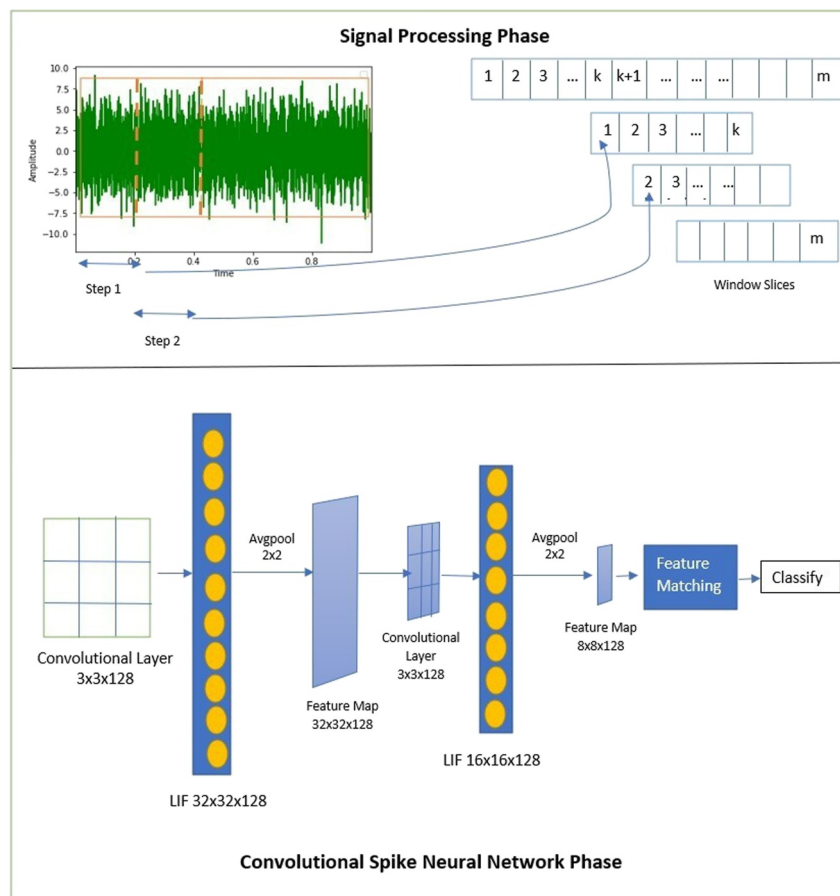 Signal Processing Phase
10.0
7.5
5.0
2.5
0.0
-2.5
-5.0
-7.5
-10.0
Amplitude
0.2 0.4 0.6 0.8
Time
Step 1
Step 2
1 2 3 ... k k+1 ... ... ... m
1 2 3 ... k
2 3 ... ...
m
Window Slices
Convolutional Layer
3x3x128
LIF 32x32x128
Avgpool
2x2
Feature Map
32x32x128
Convolutional
Layer
3x3x128
LIF 16x16x128
Avgpool
2x2
Feature Map
8x8x128
Feature
Matching
Classify
Convolutional Spike Neural Network Phase